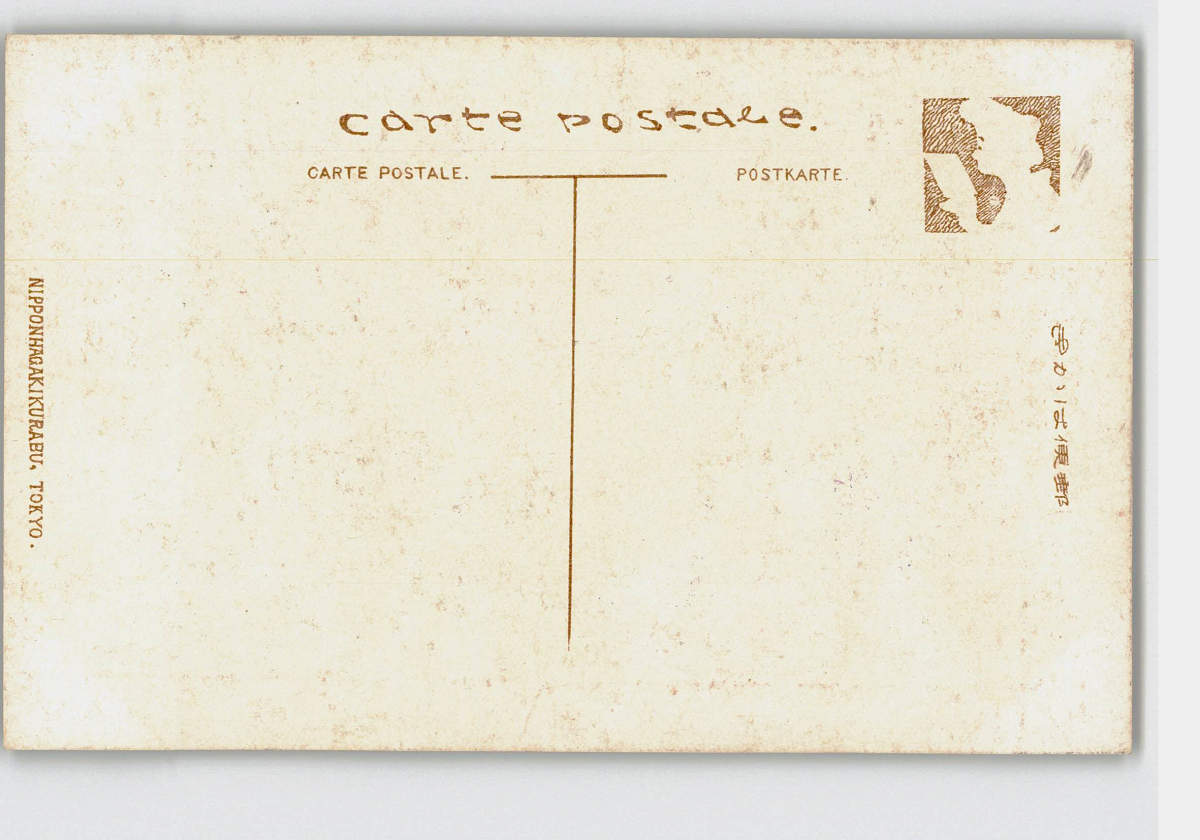 carte postale.
CARTE POSTALE.
POSTKARTE.
郵便はがき
NIPPONHAGAKIKURABU, TOKYO.